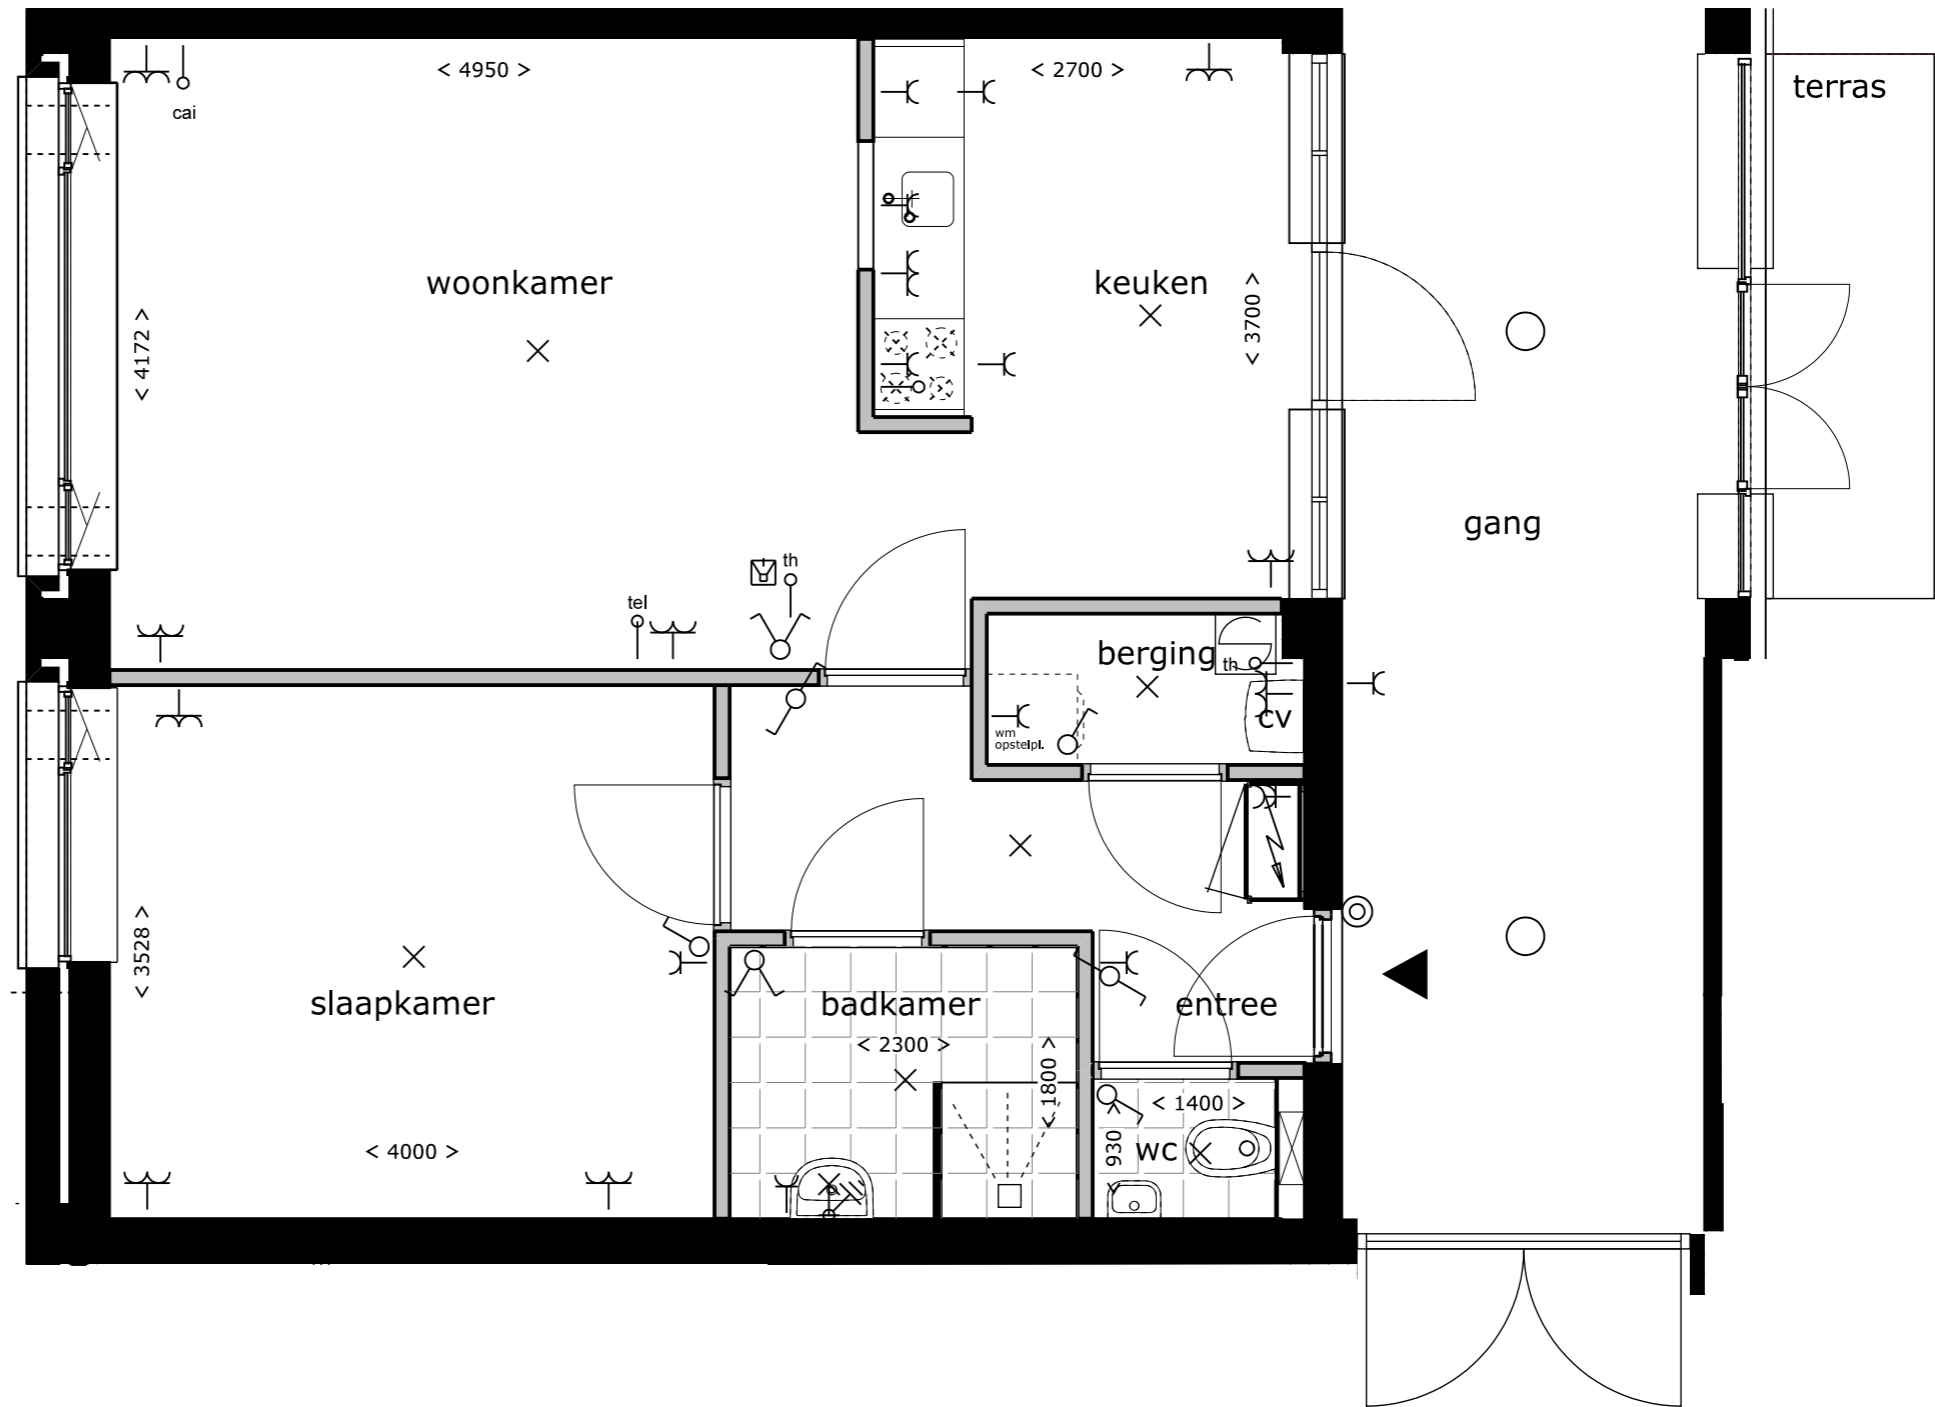 < 4950 >
< 2700 >
terras
cai
woonkamer
keuken
< 4172 >
< 3700 >
gang
th
tel
berging
th
cv
wm
opstelpl.
< 3528 >
slaapkamer
badkamer
entree
< 2300 >
< 1800 >
< 1400 >
< 930 >
wc
< 4000 >